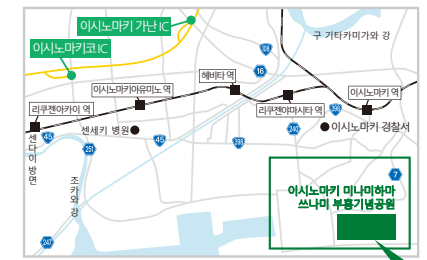 이시노마키 가난 IC
이시노마키코 IC
구 기타카미가와 강
108
16
헤비타 역
이시노마키아유미노 역
이시노마키 역
리쿠젠아카이 역
리쿠젠야마시타 역
398
센세키 병원
45
45
240
이시노마키 경찰서
센다이 방면
251
398
7
조카와 강
이시노마키 미나미하마
쓰나미 부흥기념공원
247